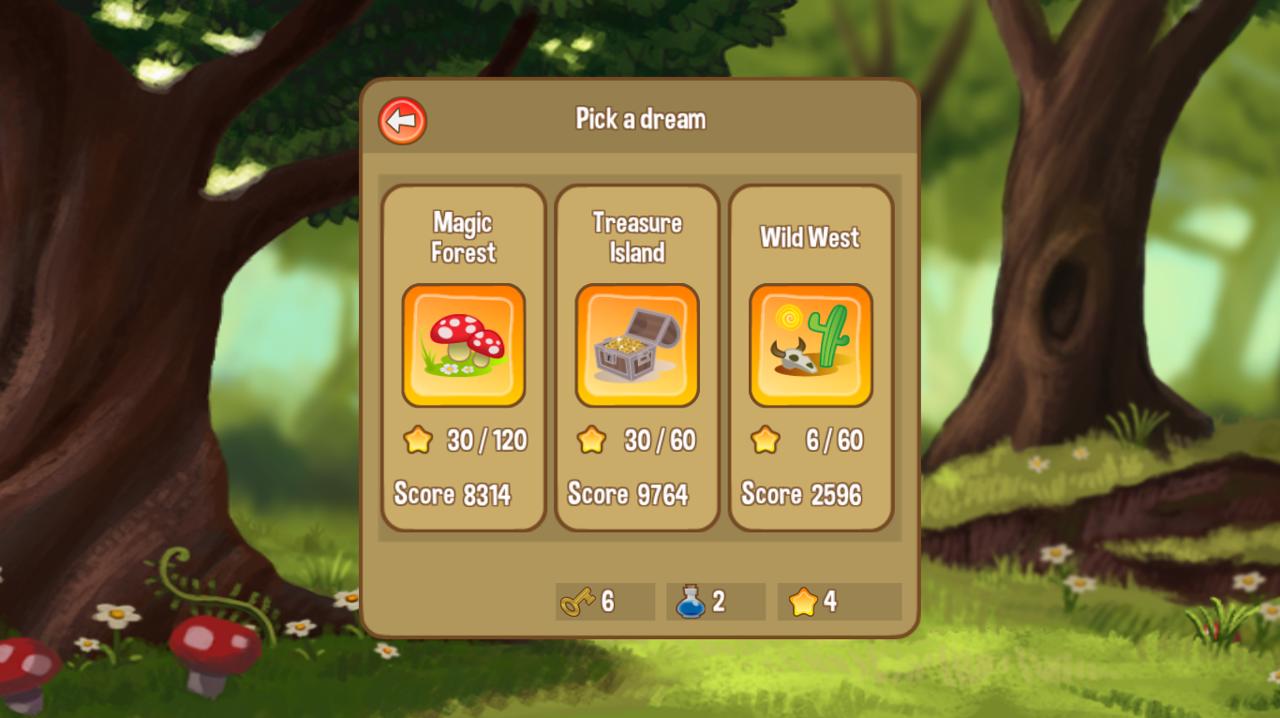 Pick a dream
Magic
Forest
30 / 120
Score 8314
Treasure
Island
30 / 60
Score 9764
Wild West
6 / 60
Score 2596
6
2
4